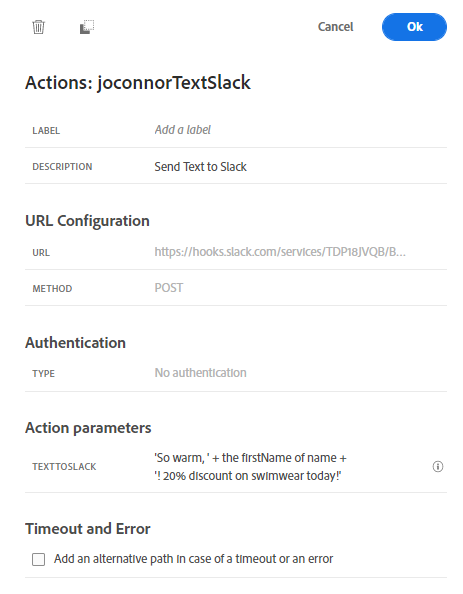 Cancel Ok
Actions: joconnorTextSlack
LABEL Add a label
DESCRIPTION Send Text to Slack
URL Configuration
URL https://hooks.slack.com/services/TDP18JVQB/B...
METHOD POST
Authentication
TYPE No authentication
Action parameters
TEXTTOSLACK 'So warm, ' + the firstName of name +
'! 20% discount on swimwear today!'
Timeout and Error
Add an alternative path in case of a timeout or an error